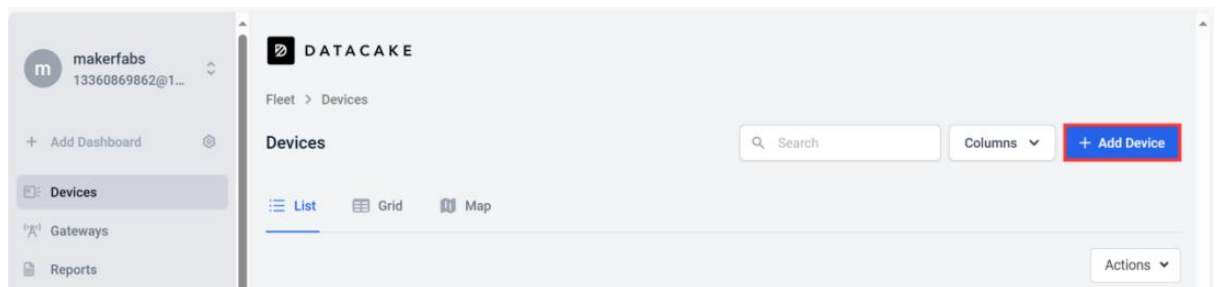 m
makerfabs
13360869862@1...
+ Add Dashboard
Devices
Gateways
Reports
DATACAKE
Fleet > Devices
Devices
Search
Columns
+ Add Device
List
Grid
Map
Actions